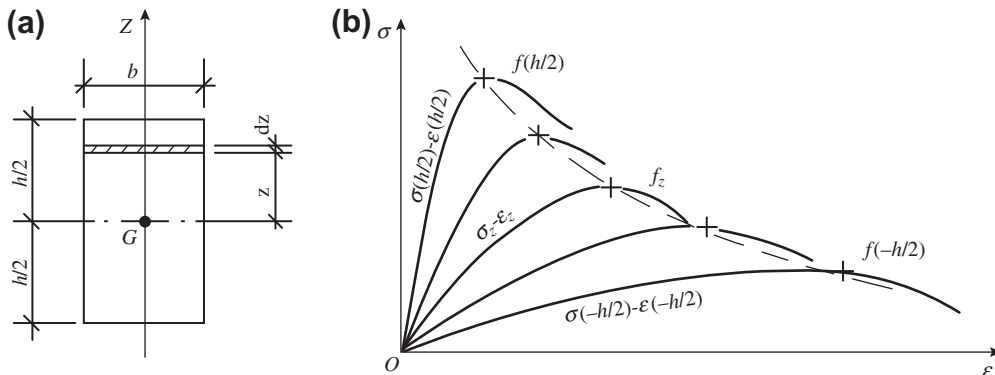 (a)
Z
b
dz
h/2
z
G
h/2
(b)
σ
f(h/2)
σ(h/2)-ε(h/2)
f_z
σ_z-ε_z
f(–h/2)
σ(–h/2)-ε(–h/2)
O
ε